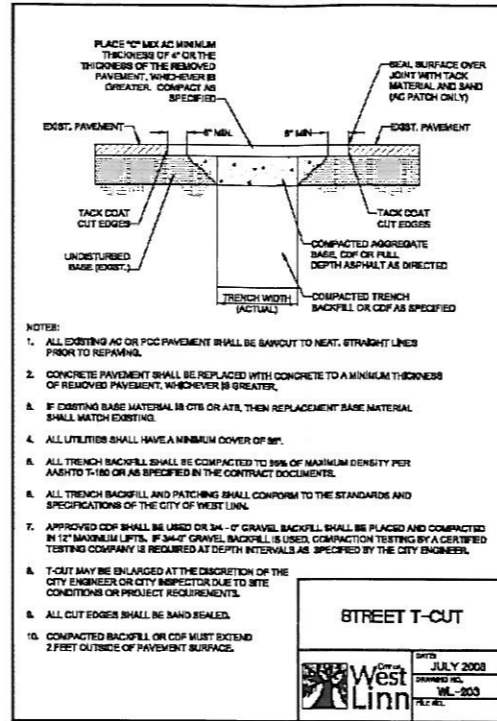 PLACE "C" MIX AC MINIMUM
THICKNESS OF 4" OR THE
THICKNESS OF THE REMOVED
PAVEMENT, WHICHEVER IS
GREATER. COMPACT AS
SPECIFIED
SEAL SURFACE OVER
JOINT WITH TACK
MATERIAL AND SAND
(AC PATCH ONLY)
EXIST. PAVEMENT
6" MIN.
6" MIN.
EXIST. PAVEMENT
TACK COAT
CUT EDGES
TACK COAT
CUT EDGES
UNDISTURBED
BASE (EXIST.)
COMPACTED AGGREGATE
BASE, CDF OR FULL
DEPTH ASPHALT AS DIRECTED
TRENCH WIDTH
(ACTUAL)
COMPACTED TRENCH
BACKFILL OR CDF AS SPECIFIED
NOTES:
1. ALL EXISTING AC OR PCC PAVEMENT SHALL BE SAWCUT TO NEAT, STRAIGHT LINES
PRIOR TO REPAVING.
2. CONCRETE PAVEMENT SHALL BE REPLACED WITH CONCRETE TO A MINIMUM THICKNESS
OF REMOVED PAVEMENT, WHICHEVER IS GREATER.
3. IF EXISTING BASE MATERIAL IS CTB OR ATB, THEN REPLACEMENT BASE MATERIAL
SHALL MATCH EXISTING.
4. ALL UTILITIES SHALL HAVE A MINIMUM COVER OF 36".
5. ALL TRENCH BACKFILL SHALL BE COMPACTED TO 95% OF MAXIMUM DENSITY PER
AASHTO T-180 OR AS SPECIFIED IN THE CONTRACT DOCUMENTS.
6. ALL TRENCH BACKFILL AND PATCHING SHALL CONFORM TO THE STANDARDS AND
SPECIFICATIONS OF THE CITY OF WEST LINN.
7. APPROVED CDF SHALL BE USED OR 3/4 - 0" GRAVEL BACKFILL SHALL BE PLACED AND COMPACTED
IN 12" MAXIMUM LIFTS. IF 3/4-0" GRAVEL BACKFILL IS USED, COMPACTION TESTING BY A CERTIFIED
TESTING COMPANY IS REQUIRED AT DEPTH INTERVALS AS SPECIFIED BY THE CITY ENGINEER.
8. T-CUT MAY BE ENLARGED AT THE DISCRETION OF THE
CITY ENGINEER OR CITY INSPECTOR DUE TO SITE
CONDITIONS OR PROJECT REQUIREMENTS.
9. ALL CUT EDGES SHALL BE SAND SEALED.
10. COMPACTED BACKFILL OR CDF MUST EXTEND
2 FEET OUTSIDE OF PAVEMENT SURFACE.
STREET T-CUT
CITY OF
West
Linn
DATE:
JULY 2008
DRAWING NO.
WL-203
FILE NO.